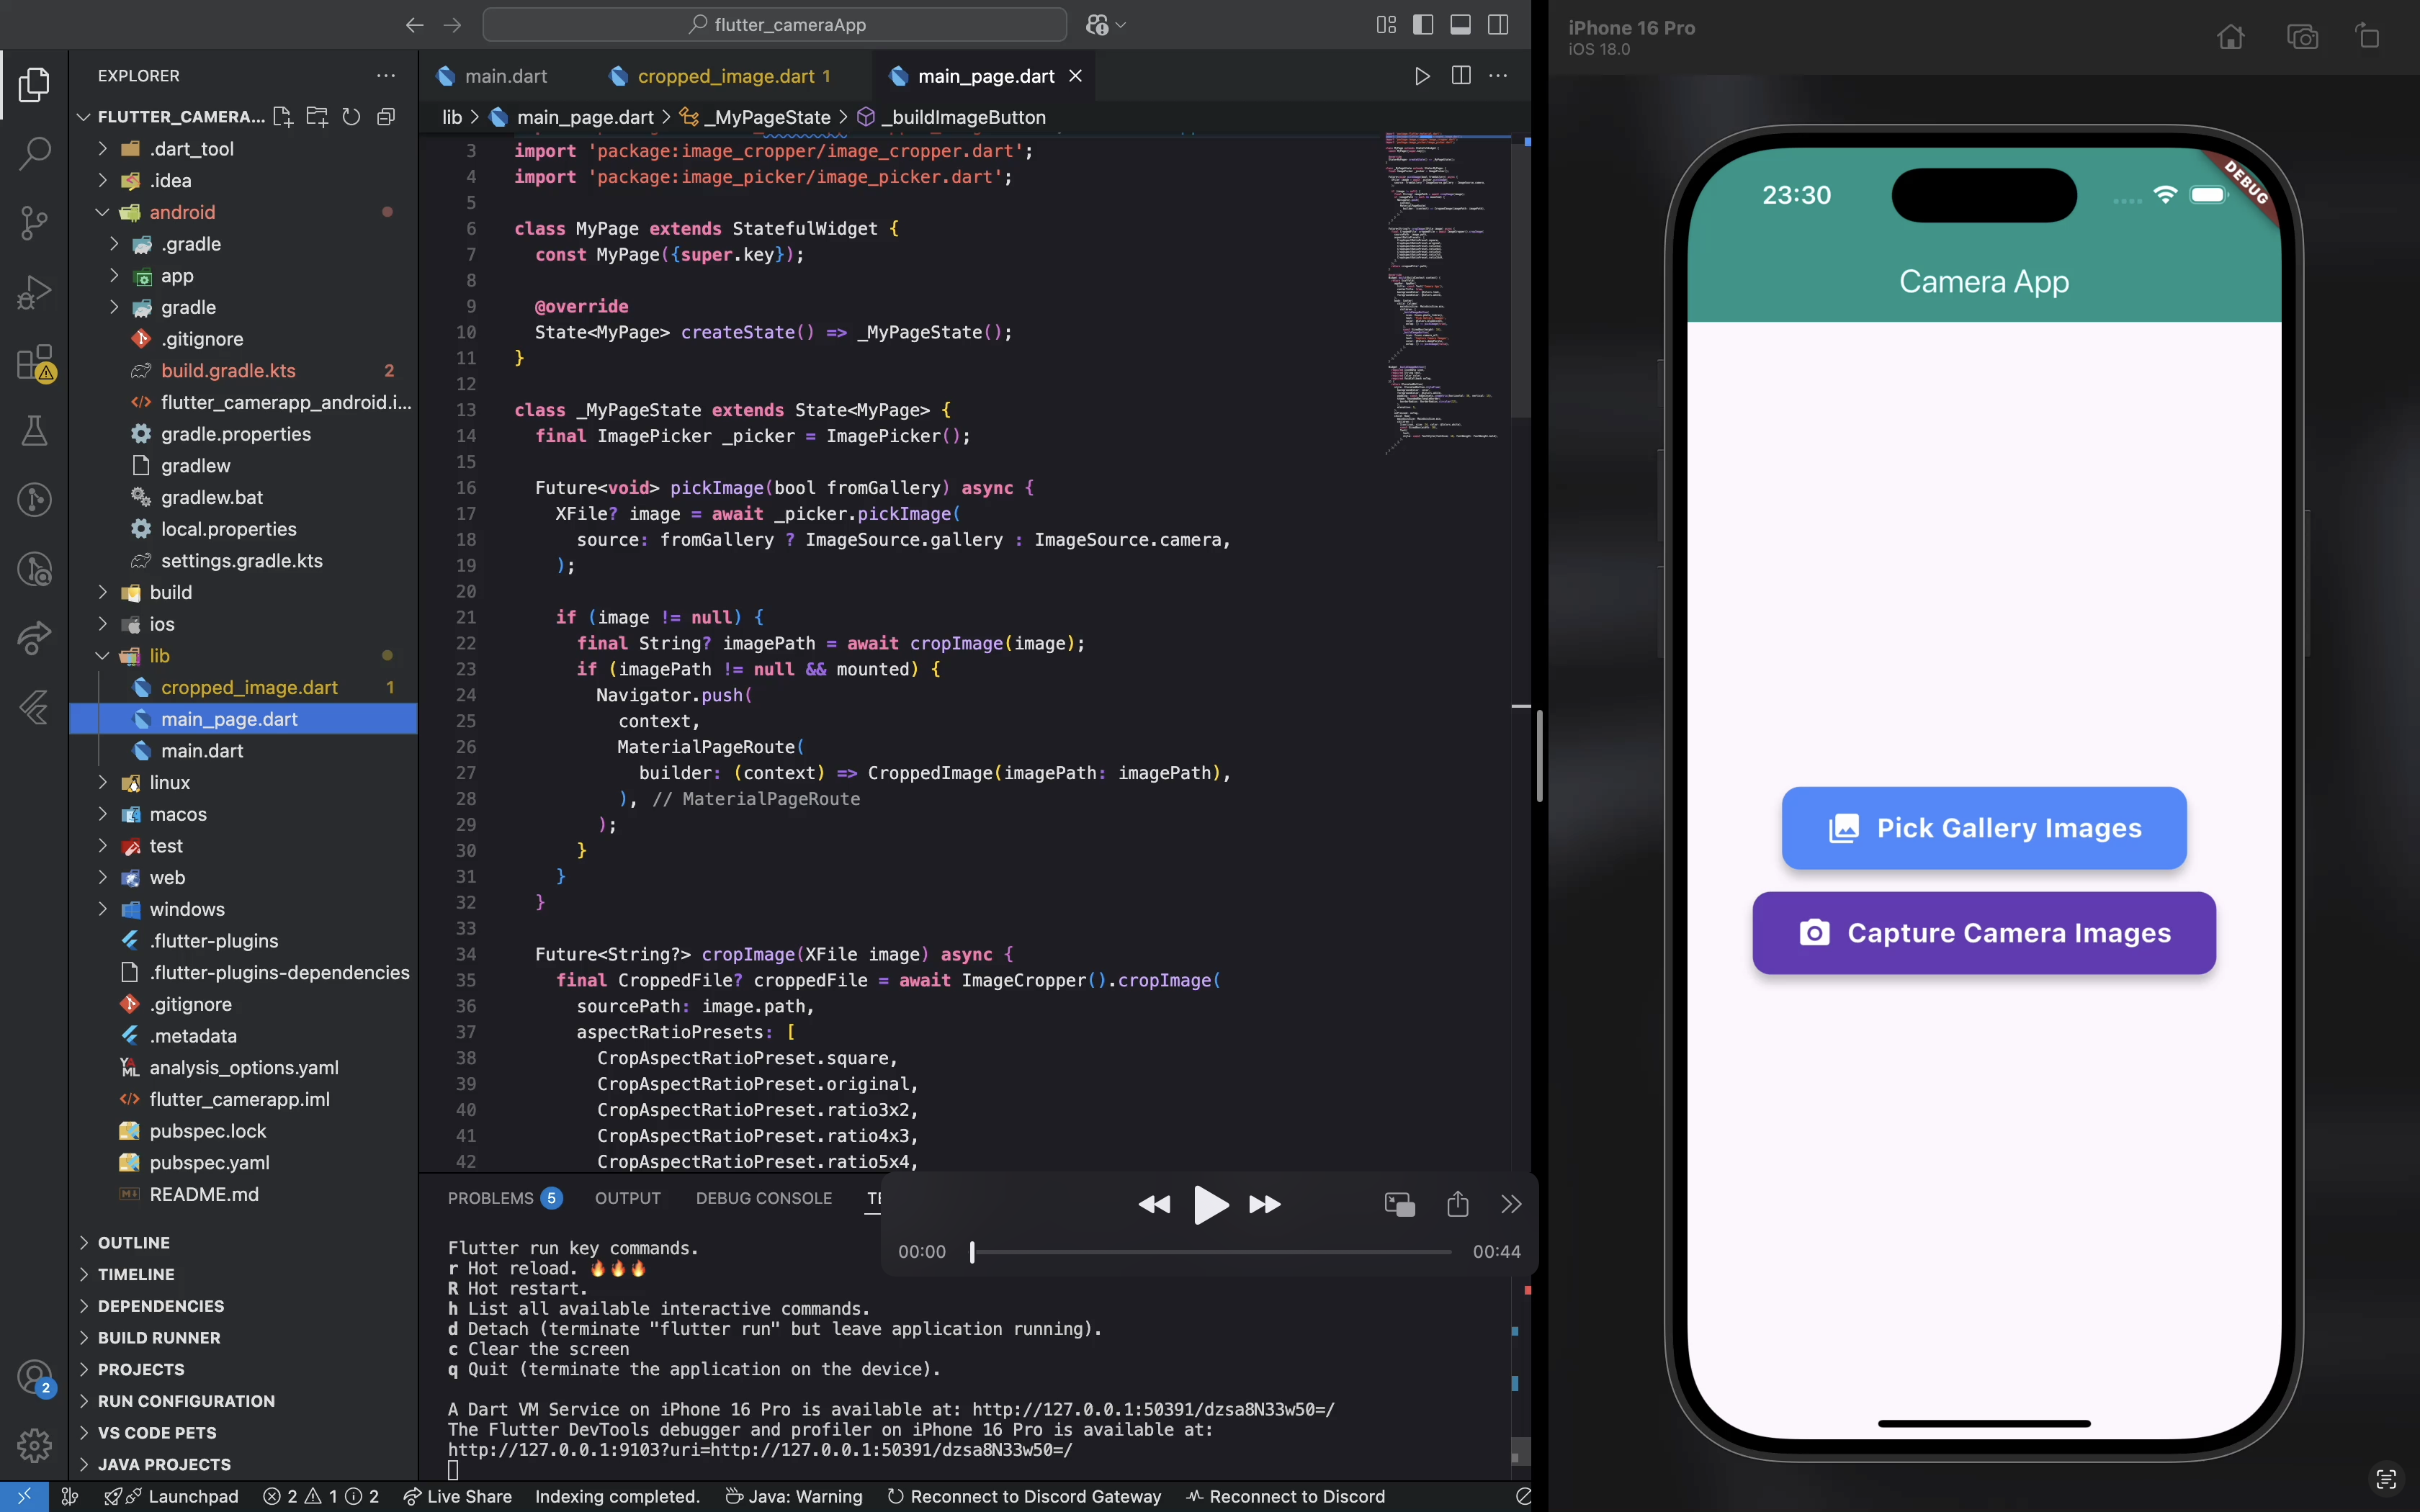 flutter_cameraApp
iPhone 16 Pro
iOS 18.0
EXPLORER
FLUTTER_CAMERA...
.dart_tool
.idea
android
.gradle
app
gradle
.gitignore
build.gradle.kts 2
flutter_camerapp_android.i...
gradle.properties
gradlew
gradlew.bat
local.properties
settings.gradle.kts
build
ios
lib
cropped_image.dart 1
main_page.dart
main.dart
linux
macos
test
web
windows
.flutter-plugins
.flutter-plugins-dependencies
.gitignore
.metadata
analysis_options.yaml
flutter_camerapp.iml
pubspec.lock
pubspec.yaml
README.md
OUTLINE
TIMELINE
DEPENDENCIES
BUILD RUNNER
PROJECTS
RUN CONFIGURATION
VS CODE PETS
JAVA PROJECTS
2
main.dart
cropped_image.dart 1
main_page.dart
lib > main_page.dart > _MyPageState > _buildImageButton
3 import 'package:image_cropper/image_cropper.dart';
4 import 'package:image_picker/image_picker.dart';
5
6 class MyPage extends StatefulWidget {
7 const MyPage({super.key});
8
9 @override
10 State<MyPage> createState() => _MyPageState();
11 }
12
13 class _MyPageState extends State<MyPage> {
14 final ImagePicker _picker = ImagePicker();
15
16 Future<void> pickImage(bool fromGallery) async {
17 XFile? image = await _picker.pickImage(
18 source: fromGallery ? ImageSource.gallery : ImageSource.camera,
19 );
20
21 if (image != null) {
22 final String? imagePath = await cropImage(image);
23 if (imagePath != null && mounted) {
24 Navigator.push(
25 context,
26 MaterialPageRoute(
27 builder: (context) => CroppedImage(imagePath: imagePath),
28 ), // MaterialPageRoute
29 );
30 }
31 }
32 }
33
34 Future<String?> cropImage(XFile image) async {
35 final CroppedFile? croppedFile = await ImageCropper().cropImage(
36 sourcePath: image.path,
37 aspectRatioPresets: [
38 CropAspectRatioPreset.square,
39 CropAspectRatioPreset.original,
40 CropAspectRatioPreset.ratio3x2,
41 CropAspectRatioPreset.ratio4x3,
42 CropAspectRatioPreset.ratio5x4,
PROBLEMS 5 OUTPUT DEBUG CONSOLE
00:00 00:44
Flutter run key commands.
r Hot reload. 🔥🔥🔥
R Hot restart.
h List all available interactive commands.
d Detach (terminate "flutter run" but leave application running).
c Clear the screen
q Quit (terminate the application on the device).
A Dart VM Service on iPhone 16 Pro is available at: http://127.0.0.1:50391/dzsa8N33w50=/
The Flutter DevTools debugger and profiler on iPhone 16 Pro is available at:
http://127.0.0.1:9103?uri=http://127.0.0.1:50391/dzsa8N33w50=/
Launchpad 2 1 2 Live Share Indexing completed. Java: Warning Reconnect to Discord Gateway Reconnect to Discord
23:30
DEBUG
Camera App
Pick Gallery Images
Capture Camera Images